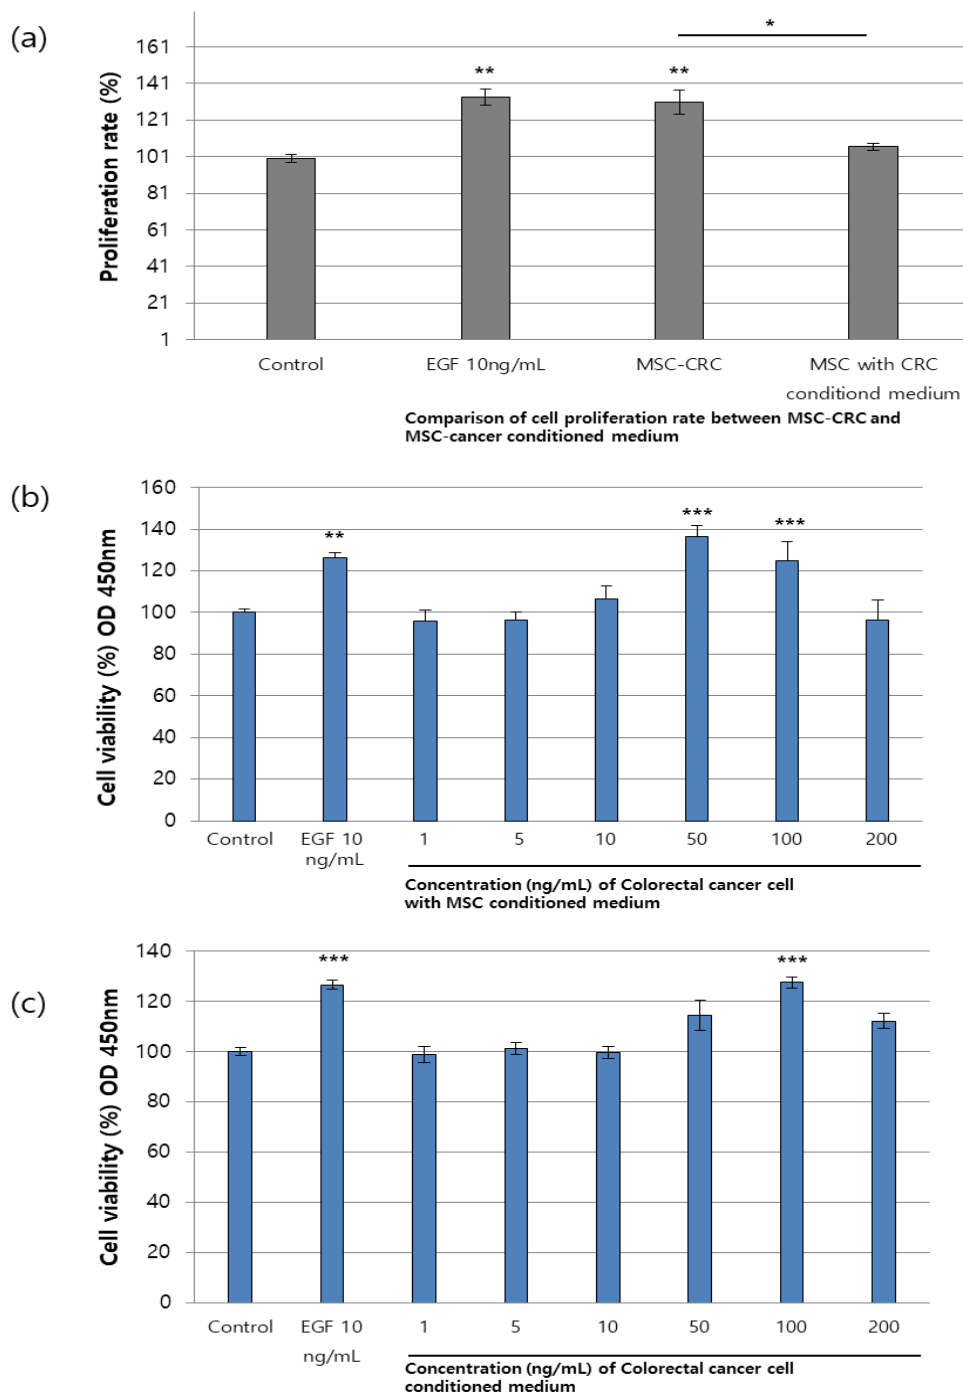 (a)
*
161
141
121
101
81
61
41
21
1
**
**
Proliferation rate (%)
Control
EGF 10ng/mL
MSC-CRC
MSC with CRC
conditiond medium
Comparison of cell proliferation rate between MSC-CRC and
MSC-cancer conditioned medium
(b)
160
140
120
100
80
60
40
20
0
**
***
***
Cell viability (%) OD 450nm
Control
EGF 10
ng/mL
1
5
10
50
100
200
Concentration (ng/mL) of Colorectal cancer cell
with MSC conditioned medium
(c)
140
120
100
80
60
40
20
0
***
***
Cell viability (%) OD 450nm
Control
EGF 10
ng/mL
1
5
10
50
100
200
Concentration (ng/mL) of Colorectal cancer cell
conditioned medium